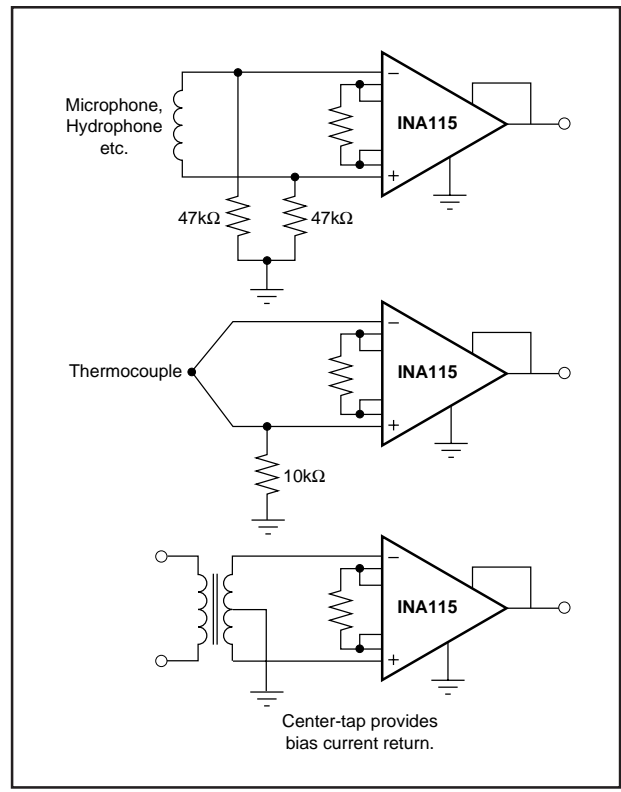 Microphone,
Hydrophone
etc.
–
INA115
+
47kΩ
47kΩ
Thermocouple
–
INA115
+
10kΩ
–
INA115
+
Center-tap provides
bias current return.